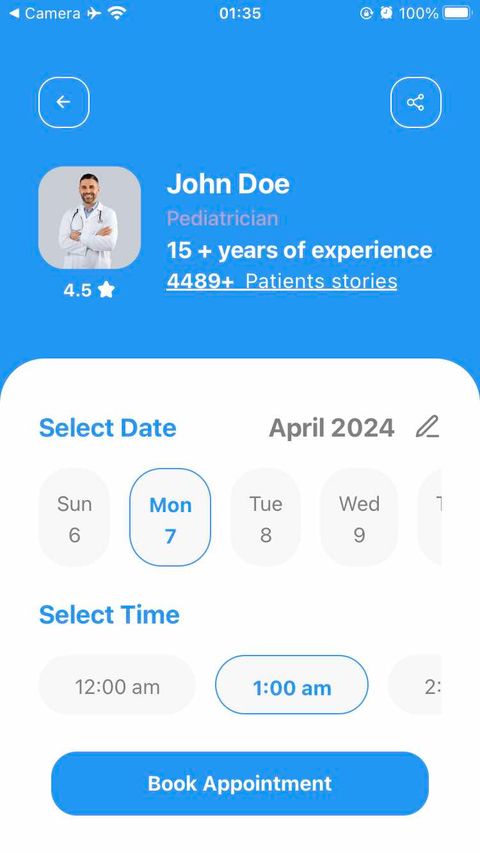 ◀ Camera 01:35 100%
John Doe
Pediatrician
15 + years of experience
4489+ Patients stories
4.5
Select Date April 2024
Sun Mon Tue Wed T
6 7 8 9
Select Time
12:00 am 1:00 am 2:
Book Appointment